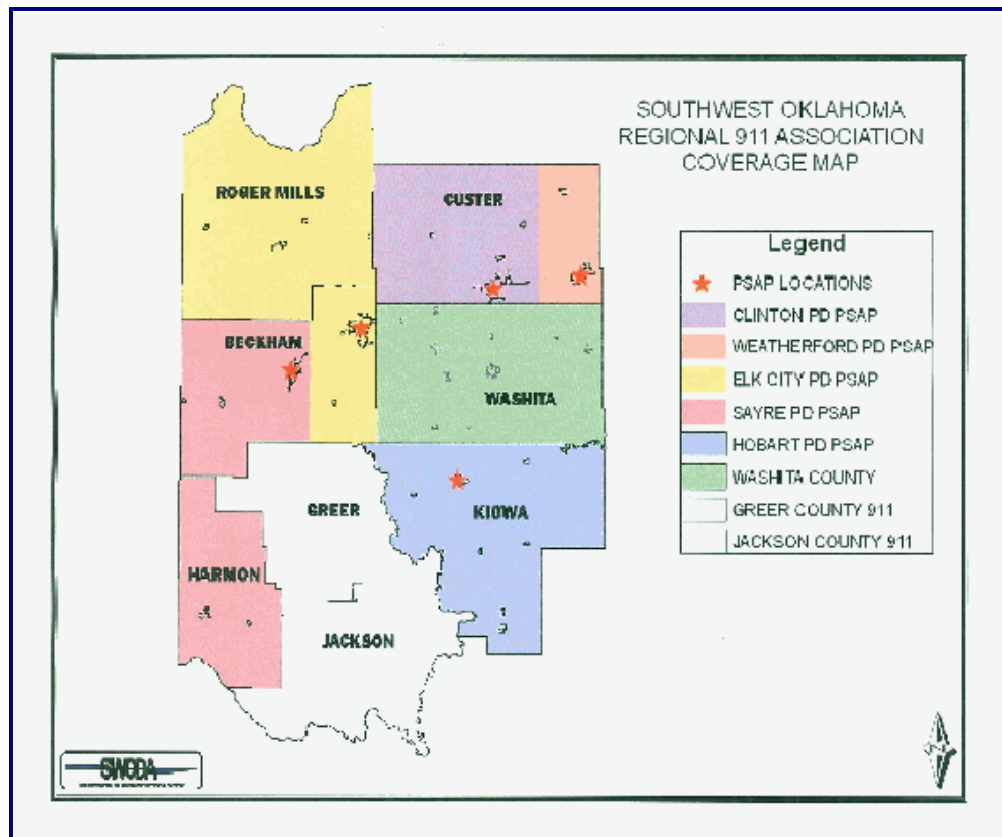 SOUTHWEST OKLAHOMA
REGIONAL 911 ASSOCIATION
COVERAGE MAP
ROGER MILLS
CUSTER
BECKHAM
WASHITA
GREER
KIOWA
HARMON
JACKSON
Legend
PSAP LOCATIONS
CLINTON PD PSAP
WEATHERFORD PD PSAP
ELK CITY PD PSAP
SAYRE PD PSAP
HOBART PD PSAP
WASHITA COUNTY
GREER COUNTY 911
JACKSON COUNTY 911
SWODA